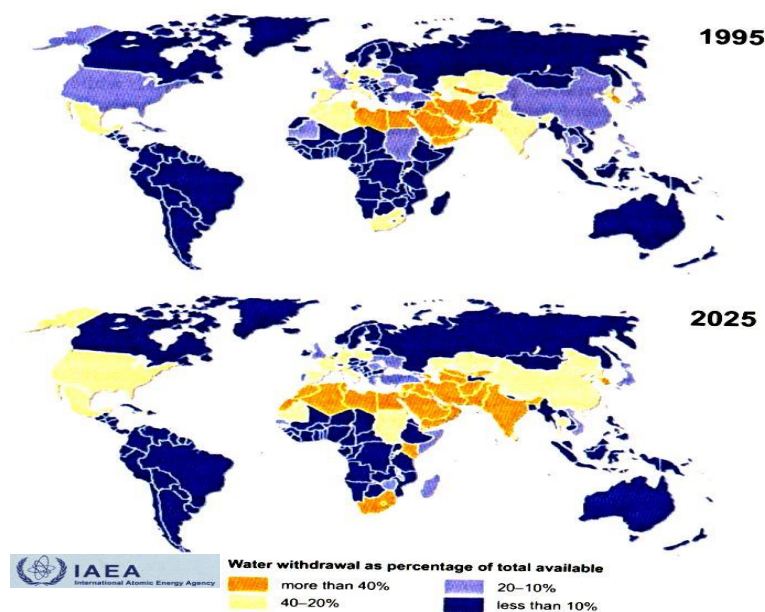 1995
2025
IAEA
International Atomic Energy Agency
Water withdrawal as percentage of total available
more than 40%
20–10%
40–20%
less than 10%